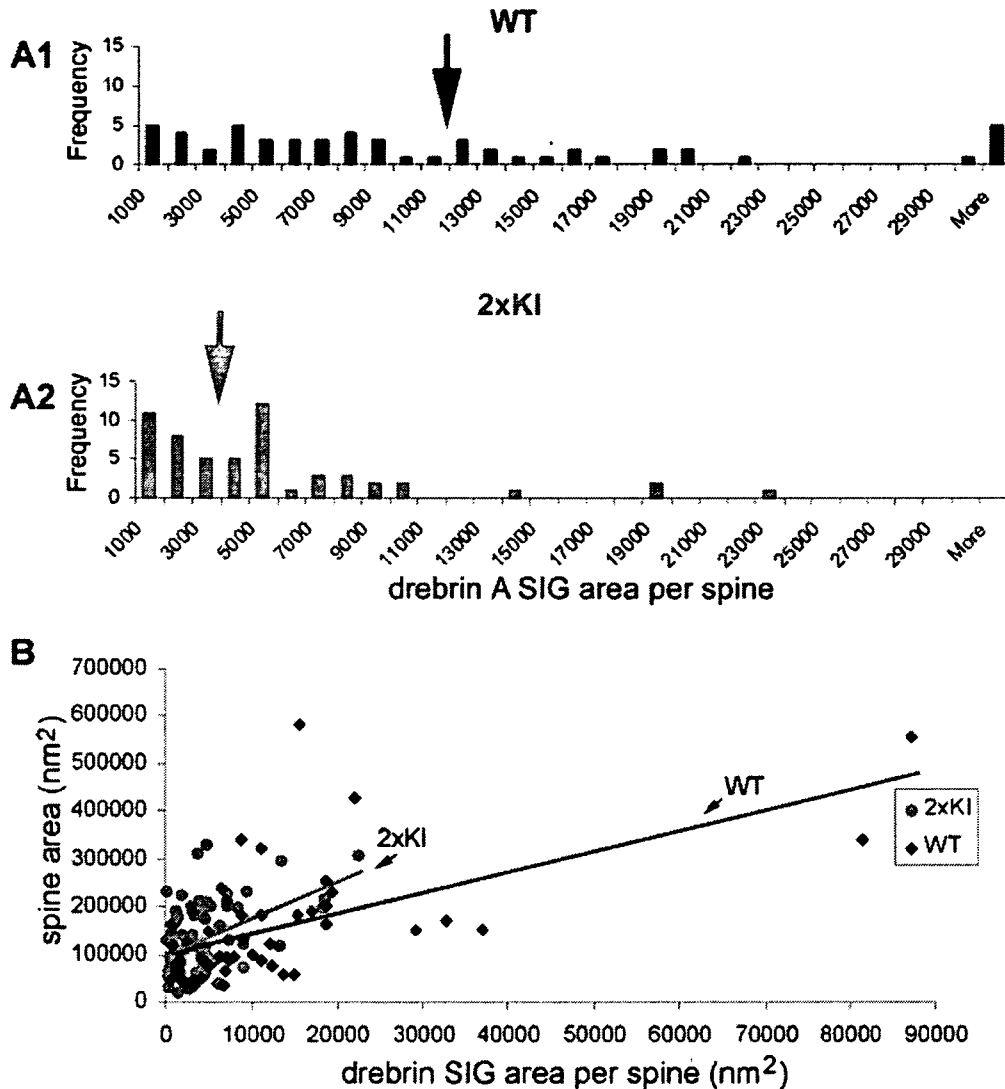 WT
A1
Frequency
15
10
5
0
1000 3000 5000 7000 9000 11000 13000 15000 17000 19000 21000 23000 25000 27000 29000 More
2xKI
A2
Frequency
15
10
5
0
1000 3000 5000 7000 9000 11000 13000 15000 17000 19000 21000 23000 25000 27000 29000 More
drebrin A SIG area per spine
B
spine area (nm²)
700000
600000
500000
400000
300000
200000
100000
0
WT
2xKI
2xKI
WT
0 10000 20000 30000 40000 50000 60000 70000 80000 90000
drebrin SIG area per spine (nm²)